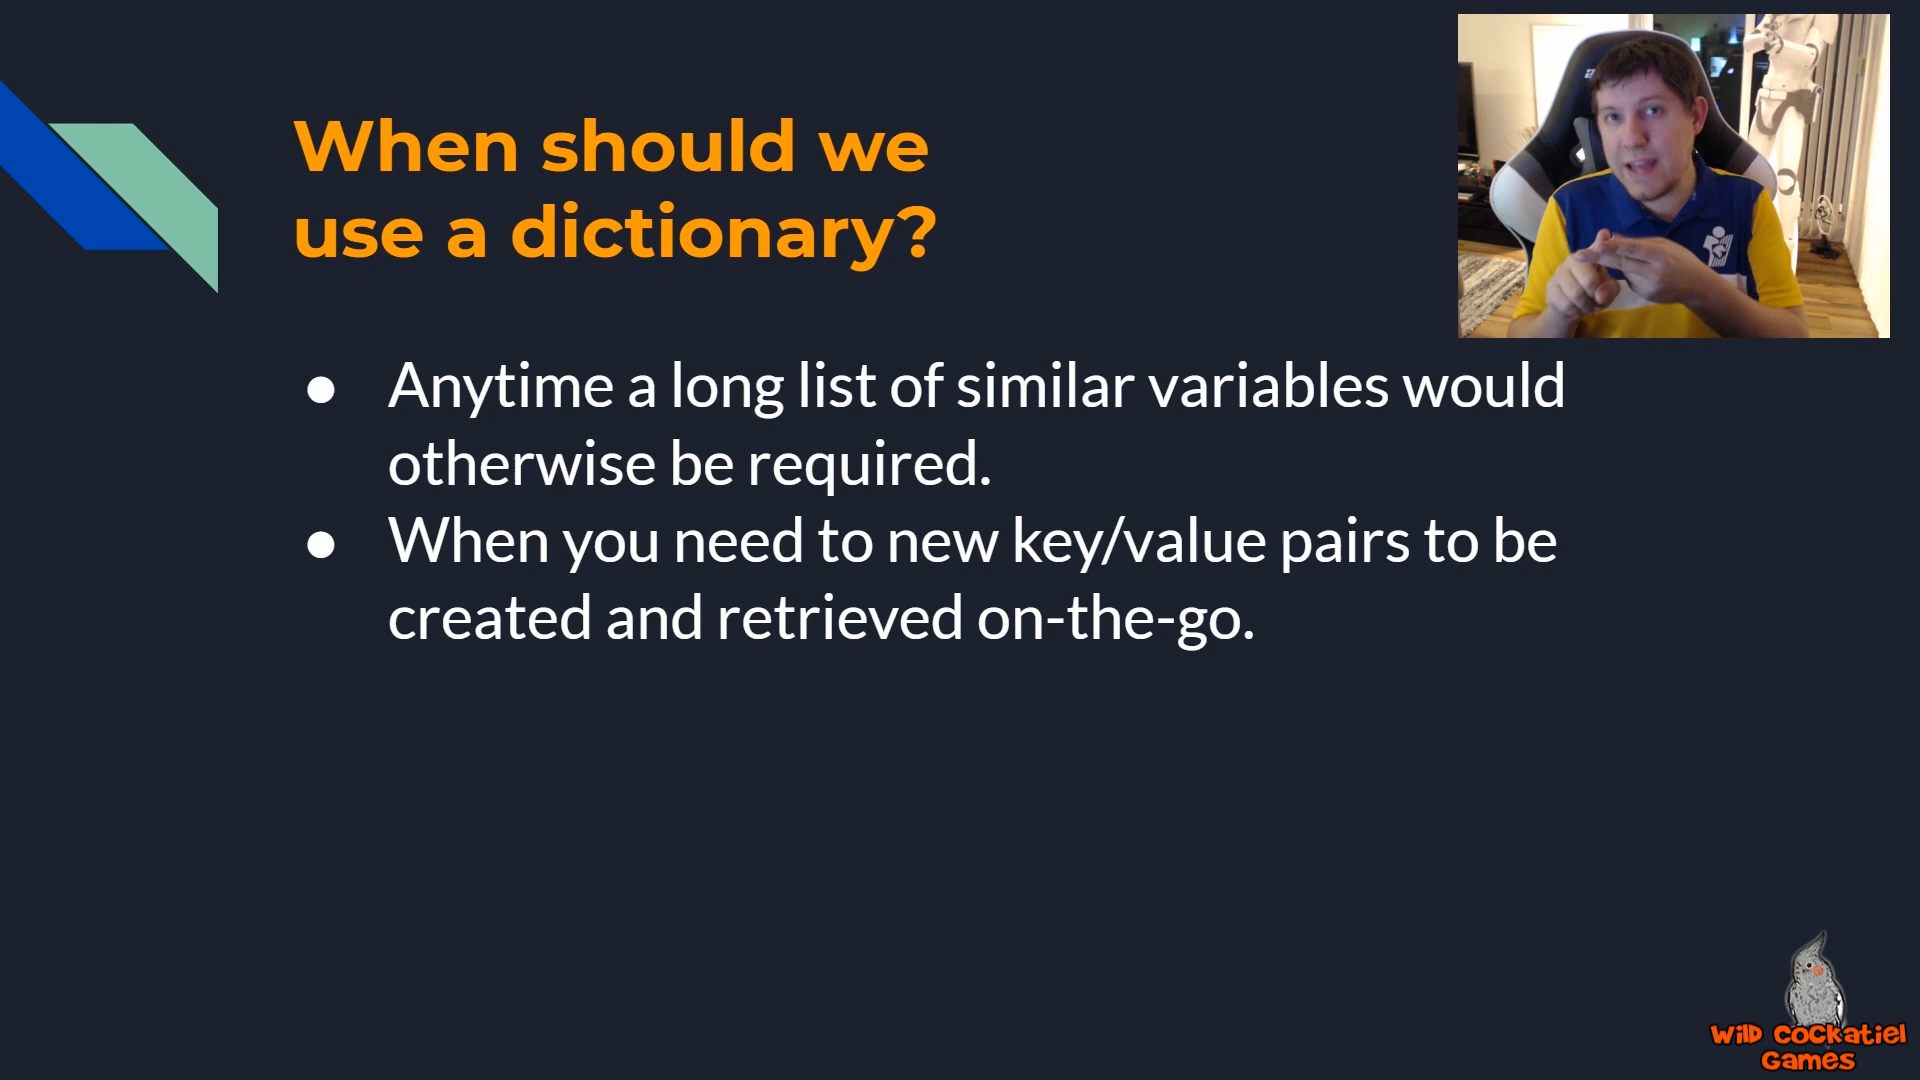 When should we
use a dictionary?
● Anytime a long list of similar variables would
otherwise be required.
● When you need to new key/value pairs to be
created and retrieved on-the-go.
Wild Cockatiel
Games